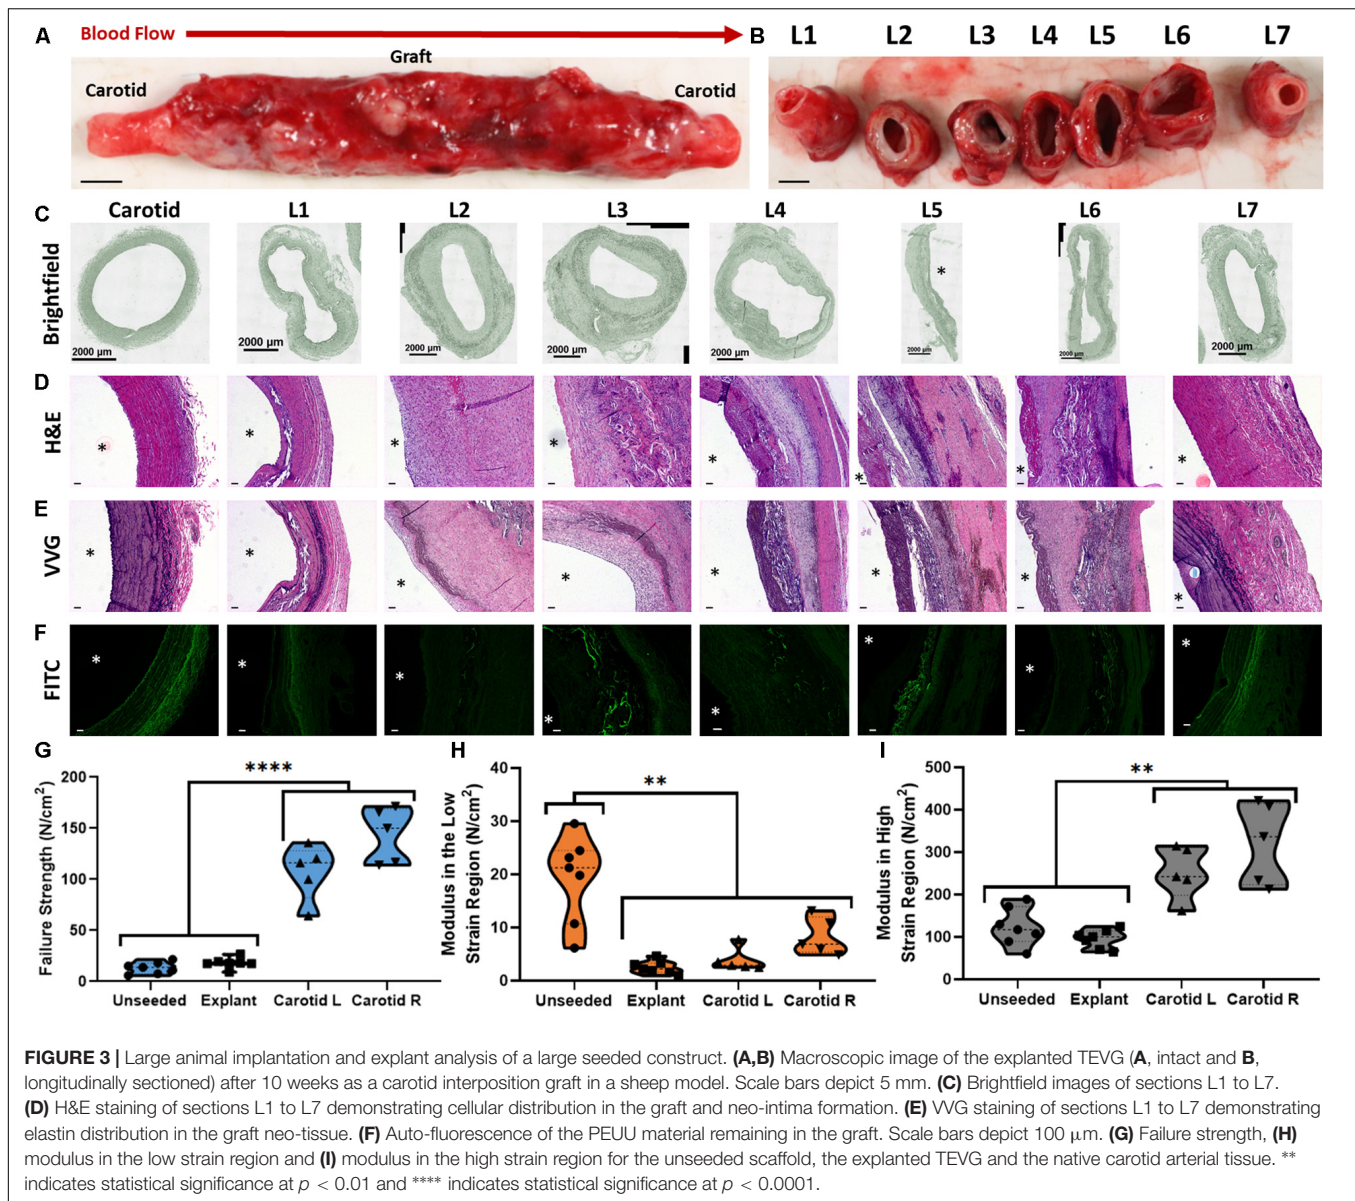 A Blood Flow B L1 L2 L3 L4 L5 L6 L7
Graft
Carotid Carotid
C Carotid L1 L2 L3 L4 L5 L6 L7
Brightfield
* 
2000 µm 2000 µm 2000 µm 2000 µm 2000 µm 2000 µm 2000 µm 2000 µm
D
H&E
* * * * * * * *
E
VVG
* * * * * * * *
F
FITC
* * * * * * * *
G
Failure Strength (N/cm²)
200
150
100
50
0
****
Unseeded Explant Carotid L Carotid R
H
Modulus in the Low
Strain Region (N/cm²)
40
30
20
10
0
**
Unseeded Explant Carotid L Carotid R
I
Modulus in High
Strain Region (N/cm²)
500
400
300
200
100
0
**
Unseeded Explant Carotid L Carotid R
FIGURE 3 | Large animal implantation and explant analysis of a large seeded construct. (A,B) Macroscopic image of the explanted TEVG (A, intact and B,
longitudinally sectioned) after 10 weeks as a carotid interposition graft in a sheep model. Scale bars depict 5 mm. (C) Brightfield images of sections L1 to L7.
(D) H&E staining of sections L1 to L7 demonstrating cellular distribution in the graft and neo-intima formation. (E) VVG staining of sections L1 to L7 demonstrating
elastin distribution in the graft neo-tissue. (F) Auto-fluorescence of the PEUU material remaining in the graft. Scale bars depict 100 µm. (G) Failure strength, (H)
modulus in the low strain region and (I) modulus in the high strain region for the unseeded scaffold, the explanted TEVG and the native carotid arterial tissue. **
indicates statistical significance at p < 0.01 and **** indicates statistical significance at p < 0.0001.